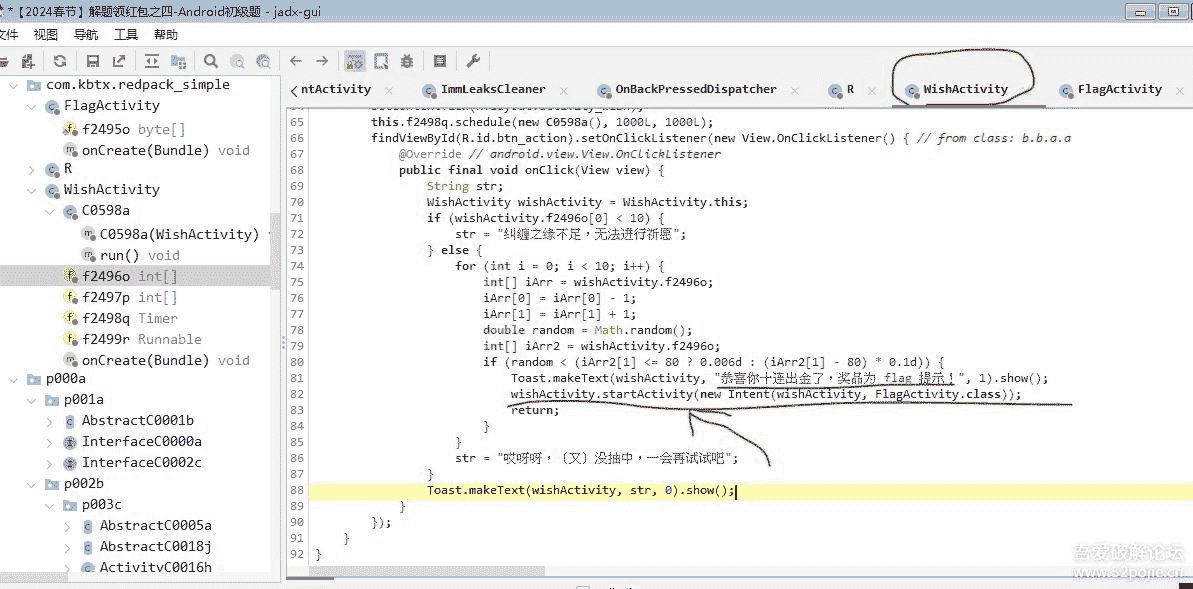 *【2024春节】解题领红包之四-Android初级题 - jadx-gui
文件 视图 导航 工具 帮助
ntActivity ImmLeaksCleaner OnBackPressedDispatcher R WishActivity FlagActivity
com.kbtx.redpack_simple
FlagActivity
f2495o byte[]
onCreate(Bundle) void
R
WishActivity
C0598a
C0598a(WishActivity)
run() void
f2496o int[]
f2497p int[]
f2498q Timer
f2499r Runnable
onCreate(Bundle) void
p000a
p001a
AbstractC0001b
InterfaceC0000a
InterfaceC0002c
p002b
p003c
AbstractC0005a
AbstractC0018j
ActivityC0016h
65 this.f2498q.schedule(new C0598a(), 1000L, 1000L);
66 findViewById(R.id.btn_action).setOnClickListener(new View.OnClickListener() { // from class: b.b.a.a
67 @Override // android.view.View.OnClickListener
68 public final void onClick(View view) {
69 String str;
70 WishActivity wishActivity = WishActivity.this;
71 if (wishActivity.f2496o[0] < 10) {
72 str = "纠缠之缘不足，无法进行祈愿";
73 } else {
74 for (int i = 0; i < 10; i++) {
75 int[] iArr = wishActivity.f2496o;
76 iArr[0] = iArr[0] - 1;
77 iArr[1] = iArr[1] + 1;
78 double random = Math.random();
79 int[] iArr2 = wishActivity.f2496o;
80 if (random < (iArr2[1] <= 80 ? 0.006d : (iArr2[1] - 80) * 0.1d)) {
81 Toast.makeText(wishActivity, "恭喜你十连出金了，奖品为 flag 提示！", 1).show();
82 wishActivity.startActivity(new Intent(wishActivity, FlagActivity.class));
83 return;
84 }
85 }
86 str = "哎呀呀，（又）没抽中，一会再试试吧";
87 }
88 Toast.makeText(wishActivity, str, 0).show();
89 }
90 });
91 }
92 }
吾爱破解论坛
www.52pojie.cn